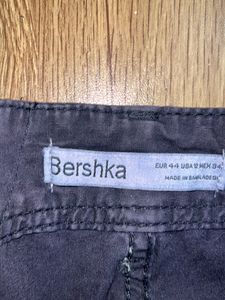 Bershka
EUR 44 USA 12 MEX 34
MADE IN BANGLADESH